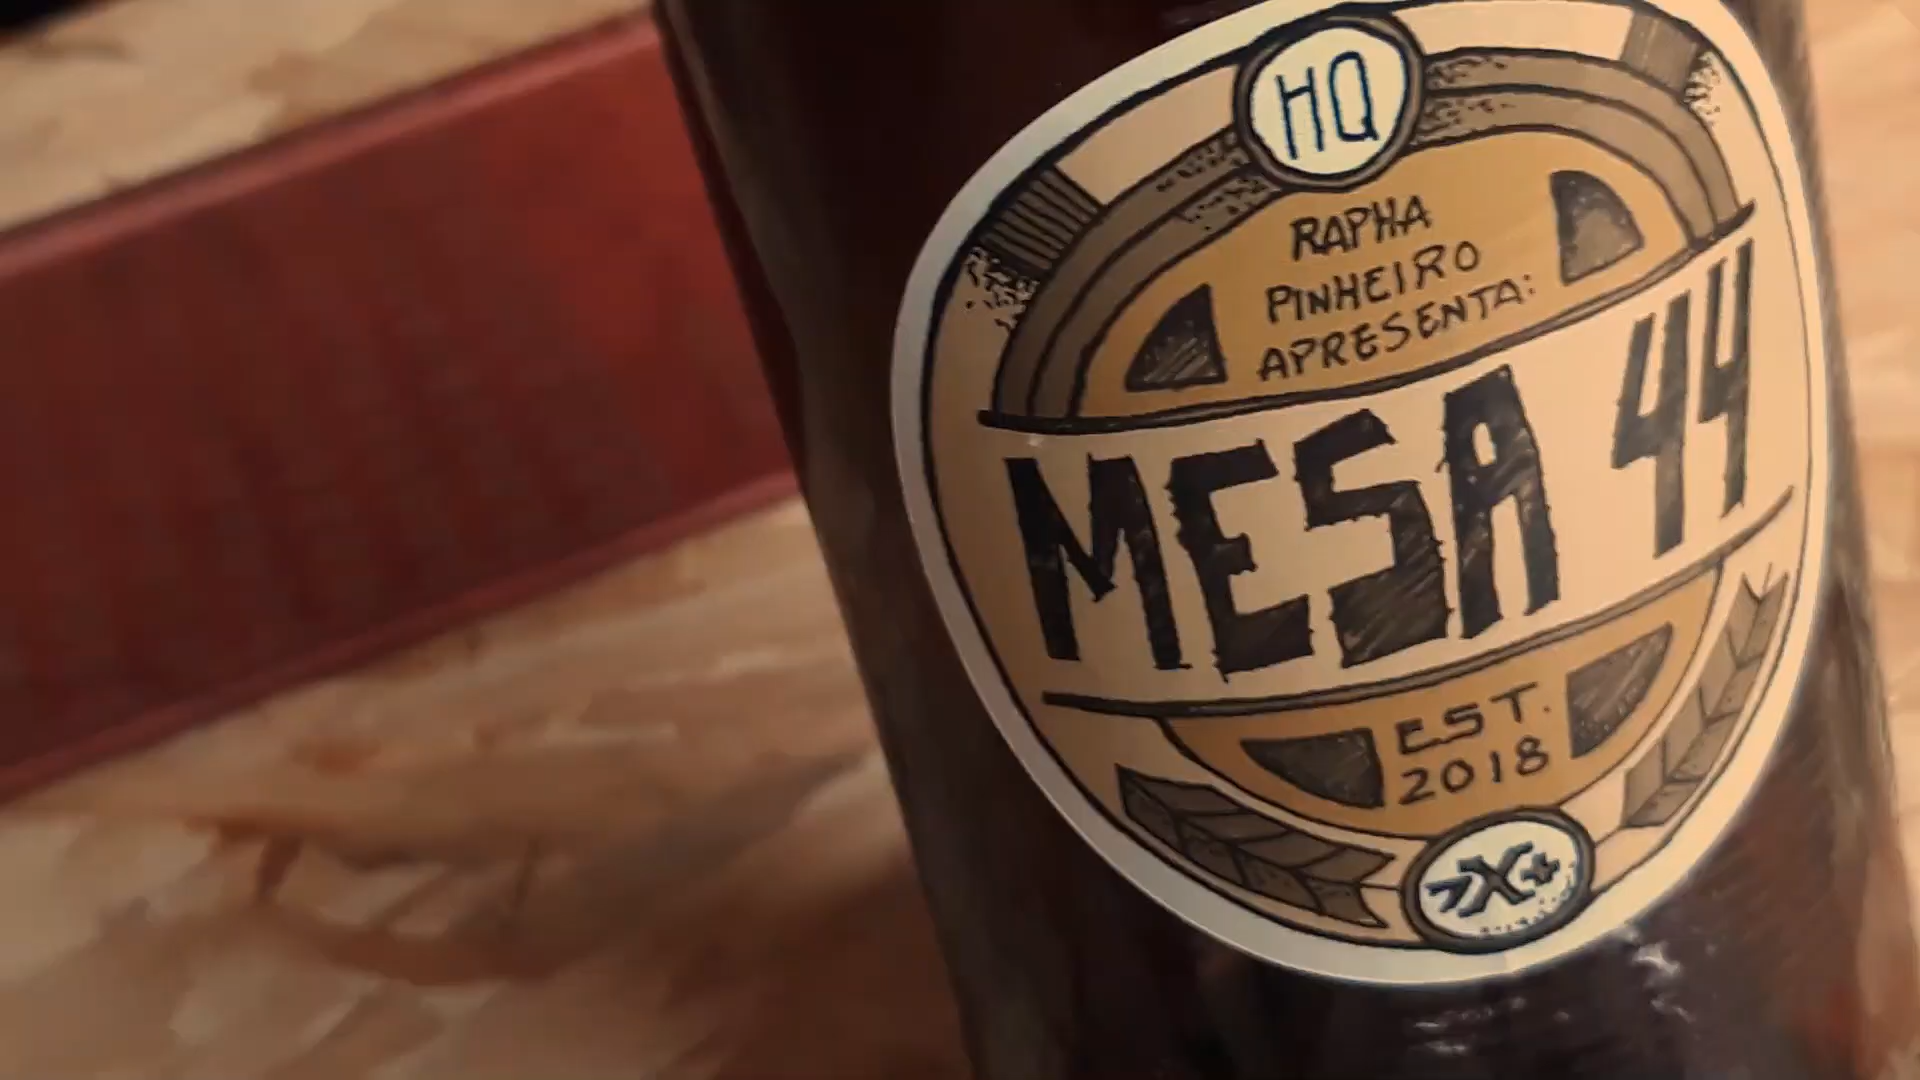 HQ
RAPHA
PINHEIRO
APRESENTA:
MESA 44
EST.
2018